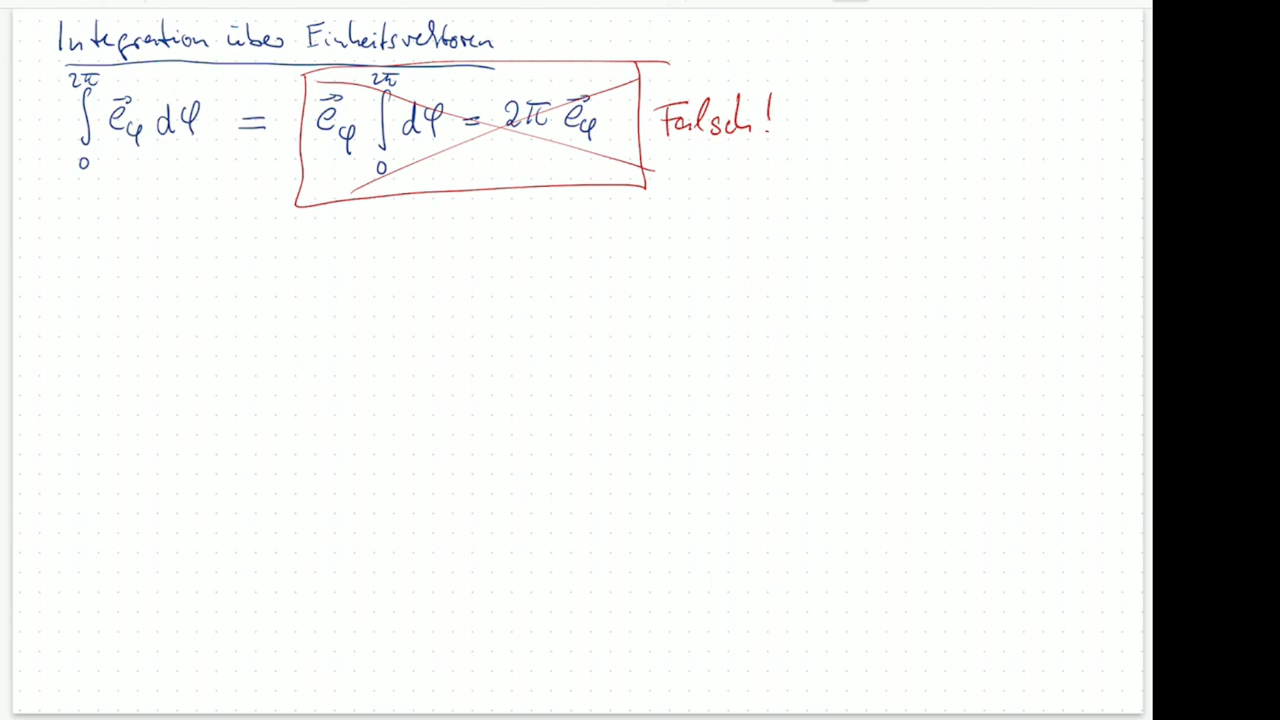 Integration über Einheitsvektoren
∫₀^{2π} e⃗_φ dφ = e⃗_φ ∫₀^{2π} dφ = 2π e⃗_φ Falsch!